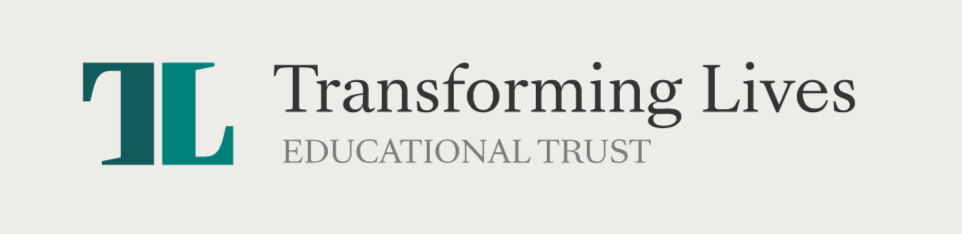 TL
Transforming Lives
EDUCATIONAL TRUST